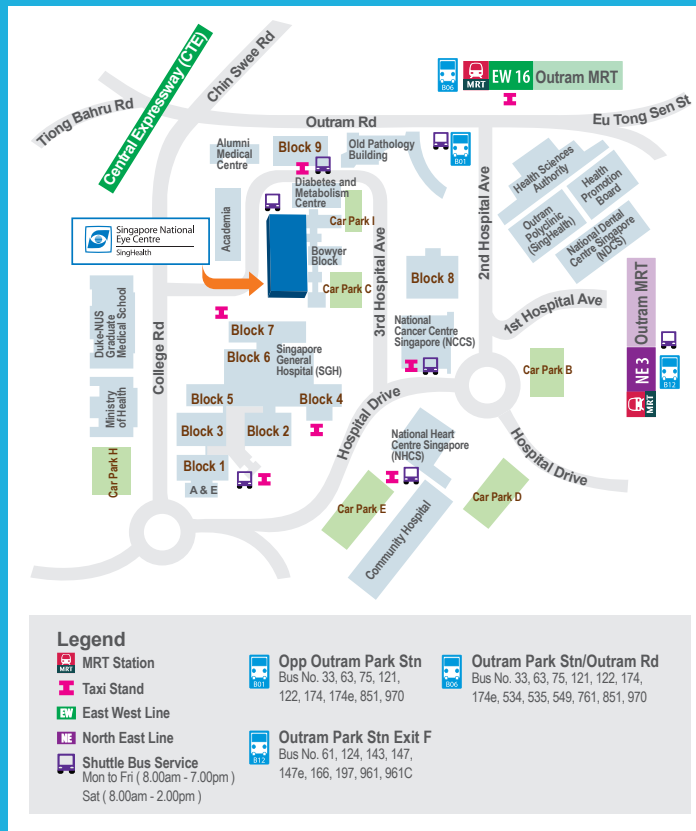 Central Expressway (CTE)
Chin Swee Rd
Tiong Bahru Rd
Outram Rd
Eu Tong Sen St
B06
MRT
EW 16
Outram MRT
Alumni
Medical
Centre
Block 9
Old Pathology
Building
B01
Diabetes and
Metabolism
Centre
Car Park I
Academia
Singapore National
Eye Centre
SingHealth
Bowyer
Block
Car Park C
3rd Hospital Ave
2nd Hospital Ave
Block 8
Health Sciences
Authority
Health
Promotion
Board
Outram
Polyclinic
(SingHealth)
National Dental
Centre Singapore
(NDCS)
1st Hospital Ave
Outram MRT
NE 3
MRT
B12
Duke-NUS
Graduate
Medical School
College Rd
Block 7
Block 6
Singapore
General
Hospital (SGH)
National
Cancer Centre
Singapore (NCCS)
Car Park B
Ministry
of Health
Block 5
Block 4
Block 3
Block 2
Hospital Drive
Hospital Drive
National Heart
Centre Singapore
(NHCS)
Block 1
A & E
Car Park H
Car Park E
Community Hospital
Car Park D
Legend
MRT
MRT Station
Taxi Stand
EW
East West Line
NE
North East Line
Shuttle Bus Service
Mon to Fri ( 8.00am - 7.00pm )
Sat ( 8.00am - 2.00pm )
B01
Opp Outram Park Stn
Bus No. 33, 63, 75, 121,
122, 174, 174e, 851, 970
B12
Outram Park Stn Exit F
Bus No. 61, 124, 143, 147,
147e, 166, 197, 961, 961C
B06
Outram Park Stn/Outram Rd
Bus No. 33, 63, 75, 121, 122, 174,
174e, 534, 535, 549, 761, 851, 970